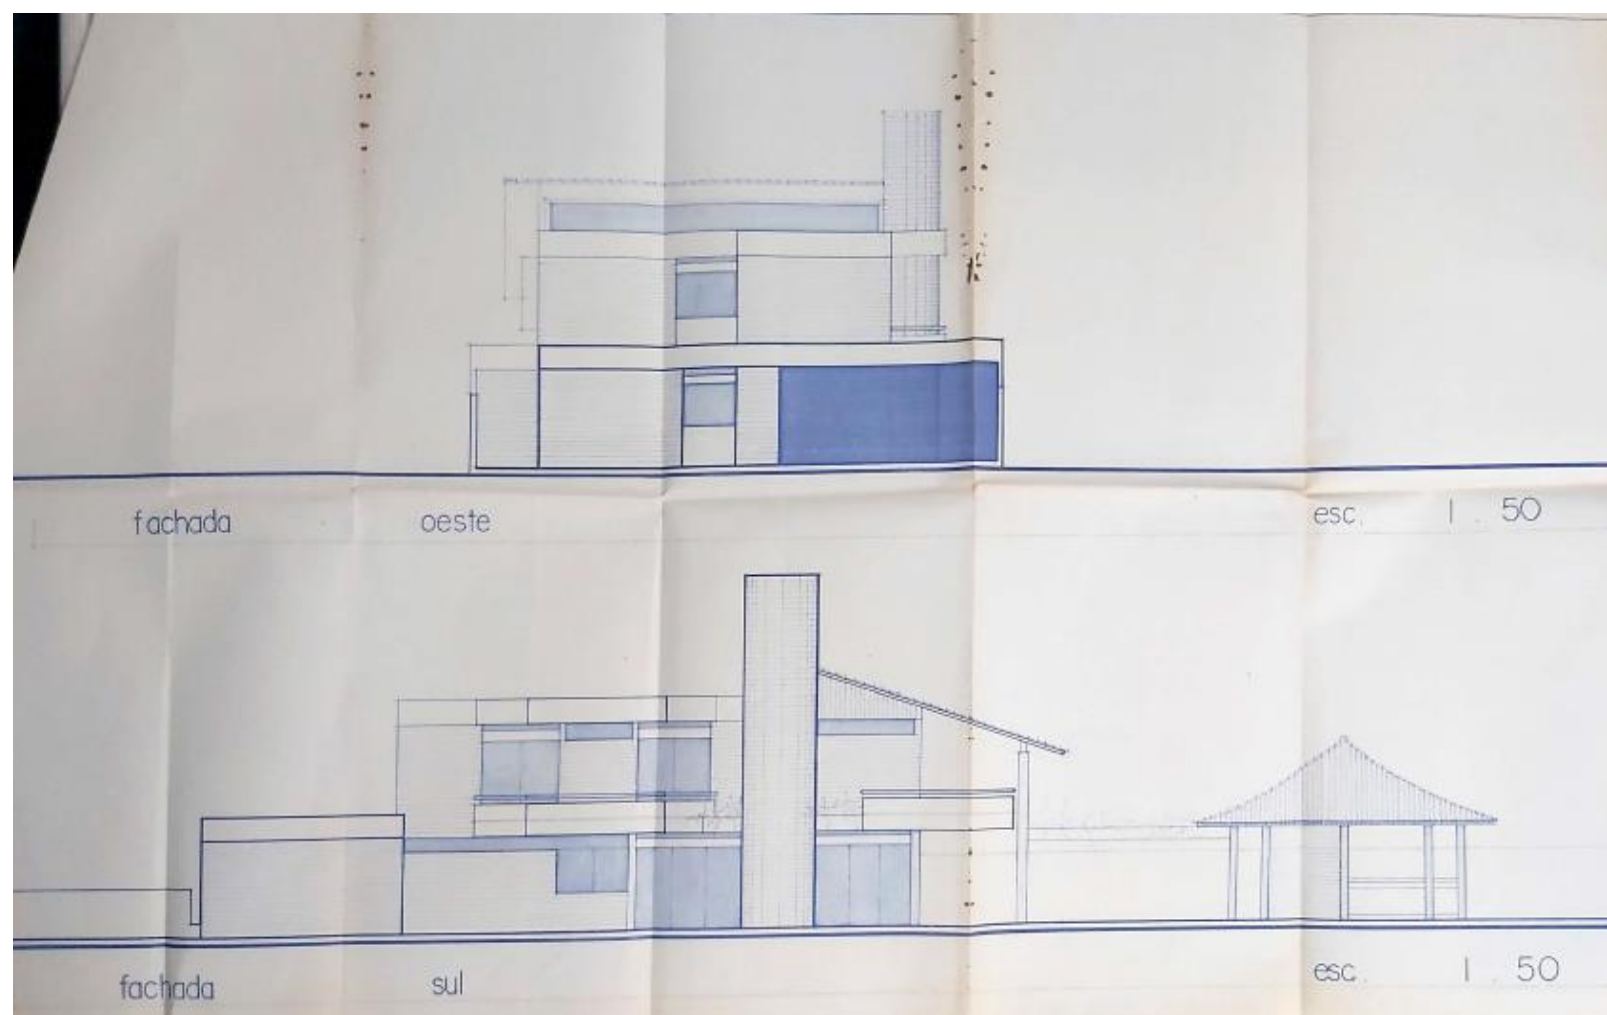 fachada oeste esc. 1 . 50
fachada sul esc. 1 . 50